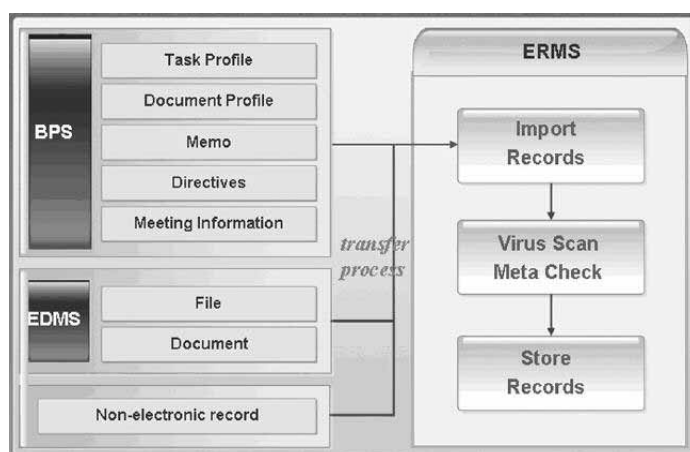 BPS
Task Profile
Document Profile
Memo
Directives
Meeting Information
EDMS
File
Document
Non-electronic record
transfer
process
ERMS
Import
Records
Virus Scan
Meta Check
Store
Records